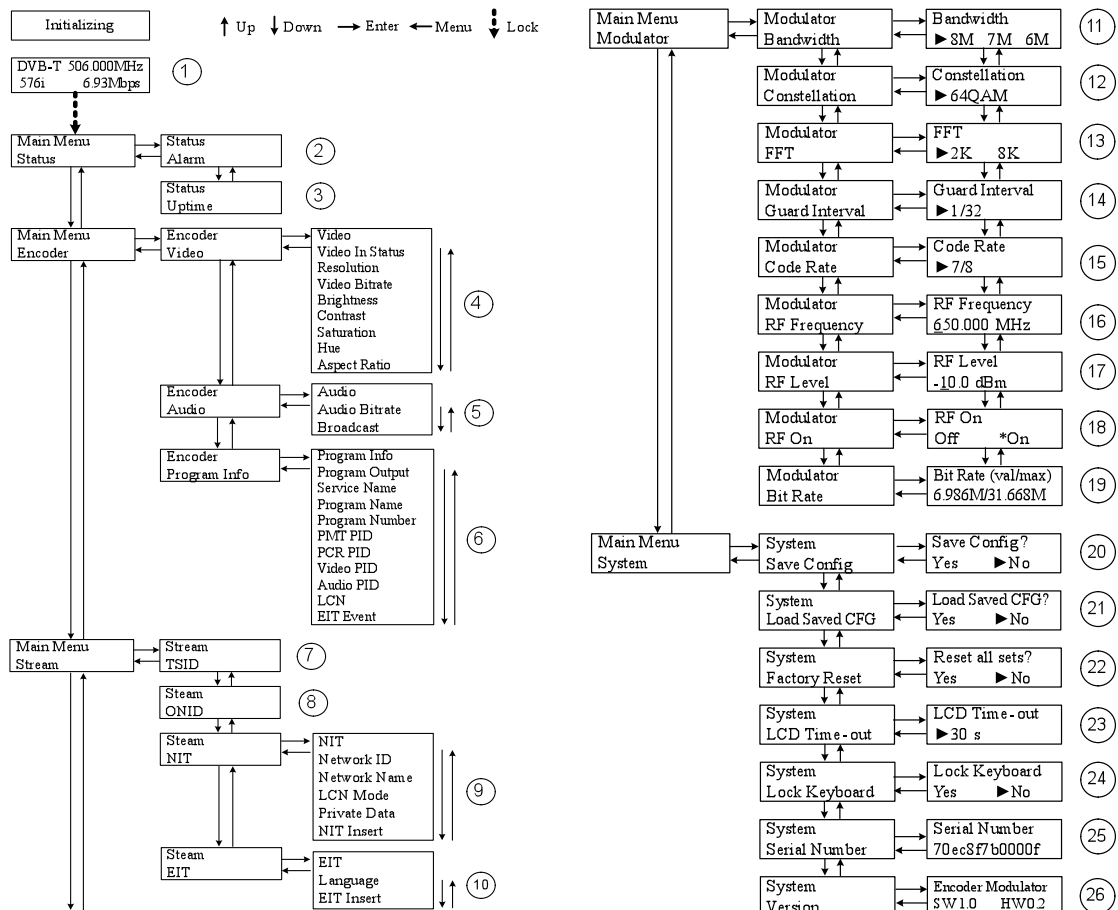 Initializing
Up Down Enter Menu Lock
DVB-T 506.000MHz
576i 6.93Mbps
1
Main Menu
Status
Status
Alarm
2
Status
Uptime
3
Main Menu
Encoder
Encoder
Video
Video
Video In Status
Resolution
Video Bitrate
Brightness
Contrast
Saturation
Hue
Aspect Ratio
4
Encoder
Audio
Audio
Audio Bitrate
Broadcast
5
Encoder
Program Info
Program Info
Program Output
Service Name
Program Name
Program Number
PMT PID
PCR PID
Video PID
Audio PID
LCN
EIT Event
6
Main Menu
Stream
Stream
TSID
7
Steam
ONID
8
Steam
NIT
NIT
Network ID
Network Name
LCN Mode
Private Data
NIT Insert
9
Steam
EIT
EIT
Language
EIT Insert
10
Main Menu
Modulator
Modulator
Bandwidth
Bandwidth
▶8M 7M 6M
11
Modulator
Constellation
Constellation
▶64QAM
12
Modulator
FFT
FFT
▶2K 8K
13
Modulator
Guard Interval
Guard Interval
▶1/32
14
Modulator
Code Rate
Code Rate
▶7/8
15
Modulator
RF Frequency
RF Frequency
650.000 MHz
16
Modulator
RF Level
RF Level
-10.0 dBm
17
Modulator
RF On
RF On
Off *On
18
Modulator
Bit Rate
Bit Rate (val/max)
6.986M/31.668M
19
Main Menu
System
System
Save Config
Save Config?
Yes ▶No
20
System
Load Saved CFG
Load Saved CFG?
Yes ▶No
21
System
Factory Reset
Reset all sets?
Yes ▶No
22
System
LCD Time-out
LCD Time-out
▶30 s
23
System
Lock Keyboard
Lock Keyboard
Yes ▶No
24
System
Serial Number
Serial Number
70ec8f7b0000f
25
System
Version
Encoder Modulator
SW1.0 HW0.2
26